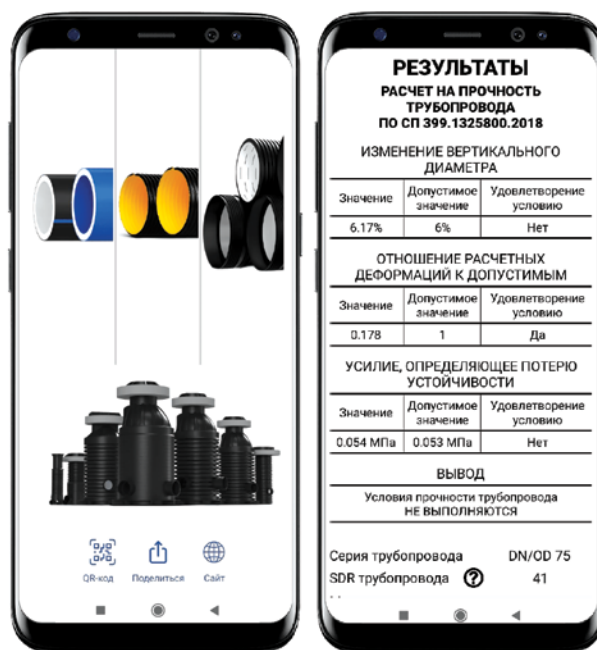 QR-код
Поделиться
Сайт
РЕЗУЛЬТАТЫ
РАСЧЕТ НА ПРОЧНОСТЬ
ТРУБОПРОВОДА
ПО СП 399.1325800.2018
ИЗМЕНЕНИЕ ВЕРТИКАЛЬНОГО
ДИАМЕТРА
Значение Допустимое значение Удовлетворение условию
6.17% 6% Нет
ОТНОШЕНИЕ РАСЧЕТНЫХ
ДЕФОРМАЦИЙ К ДОПУСТИМЫМ
Значение Допустимое значение Удовлетворение условию
0.178 1 Да
УСИЛИЕ, ОПРЕДЕЛЯЮЩЕЕ ПОТЕРЮ
УСТОЙЧИВОСТИ
Значение Допустимое значение Удовлетворение условию
0.054 МПа 0.053 МПа Нет
ВЫВОД
Условия прочности трубопровода
НЕ ВЫПОЛНЯЮТСЯ
Серия трубопровода DN/OD 75
SDR трубопровода ? 41